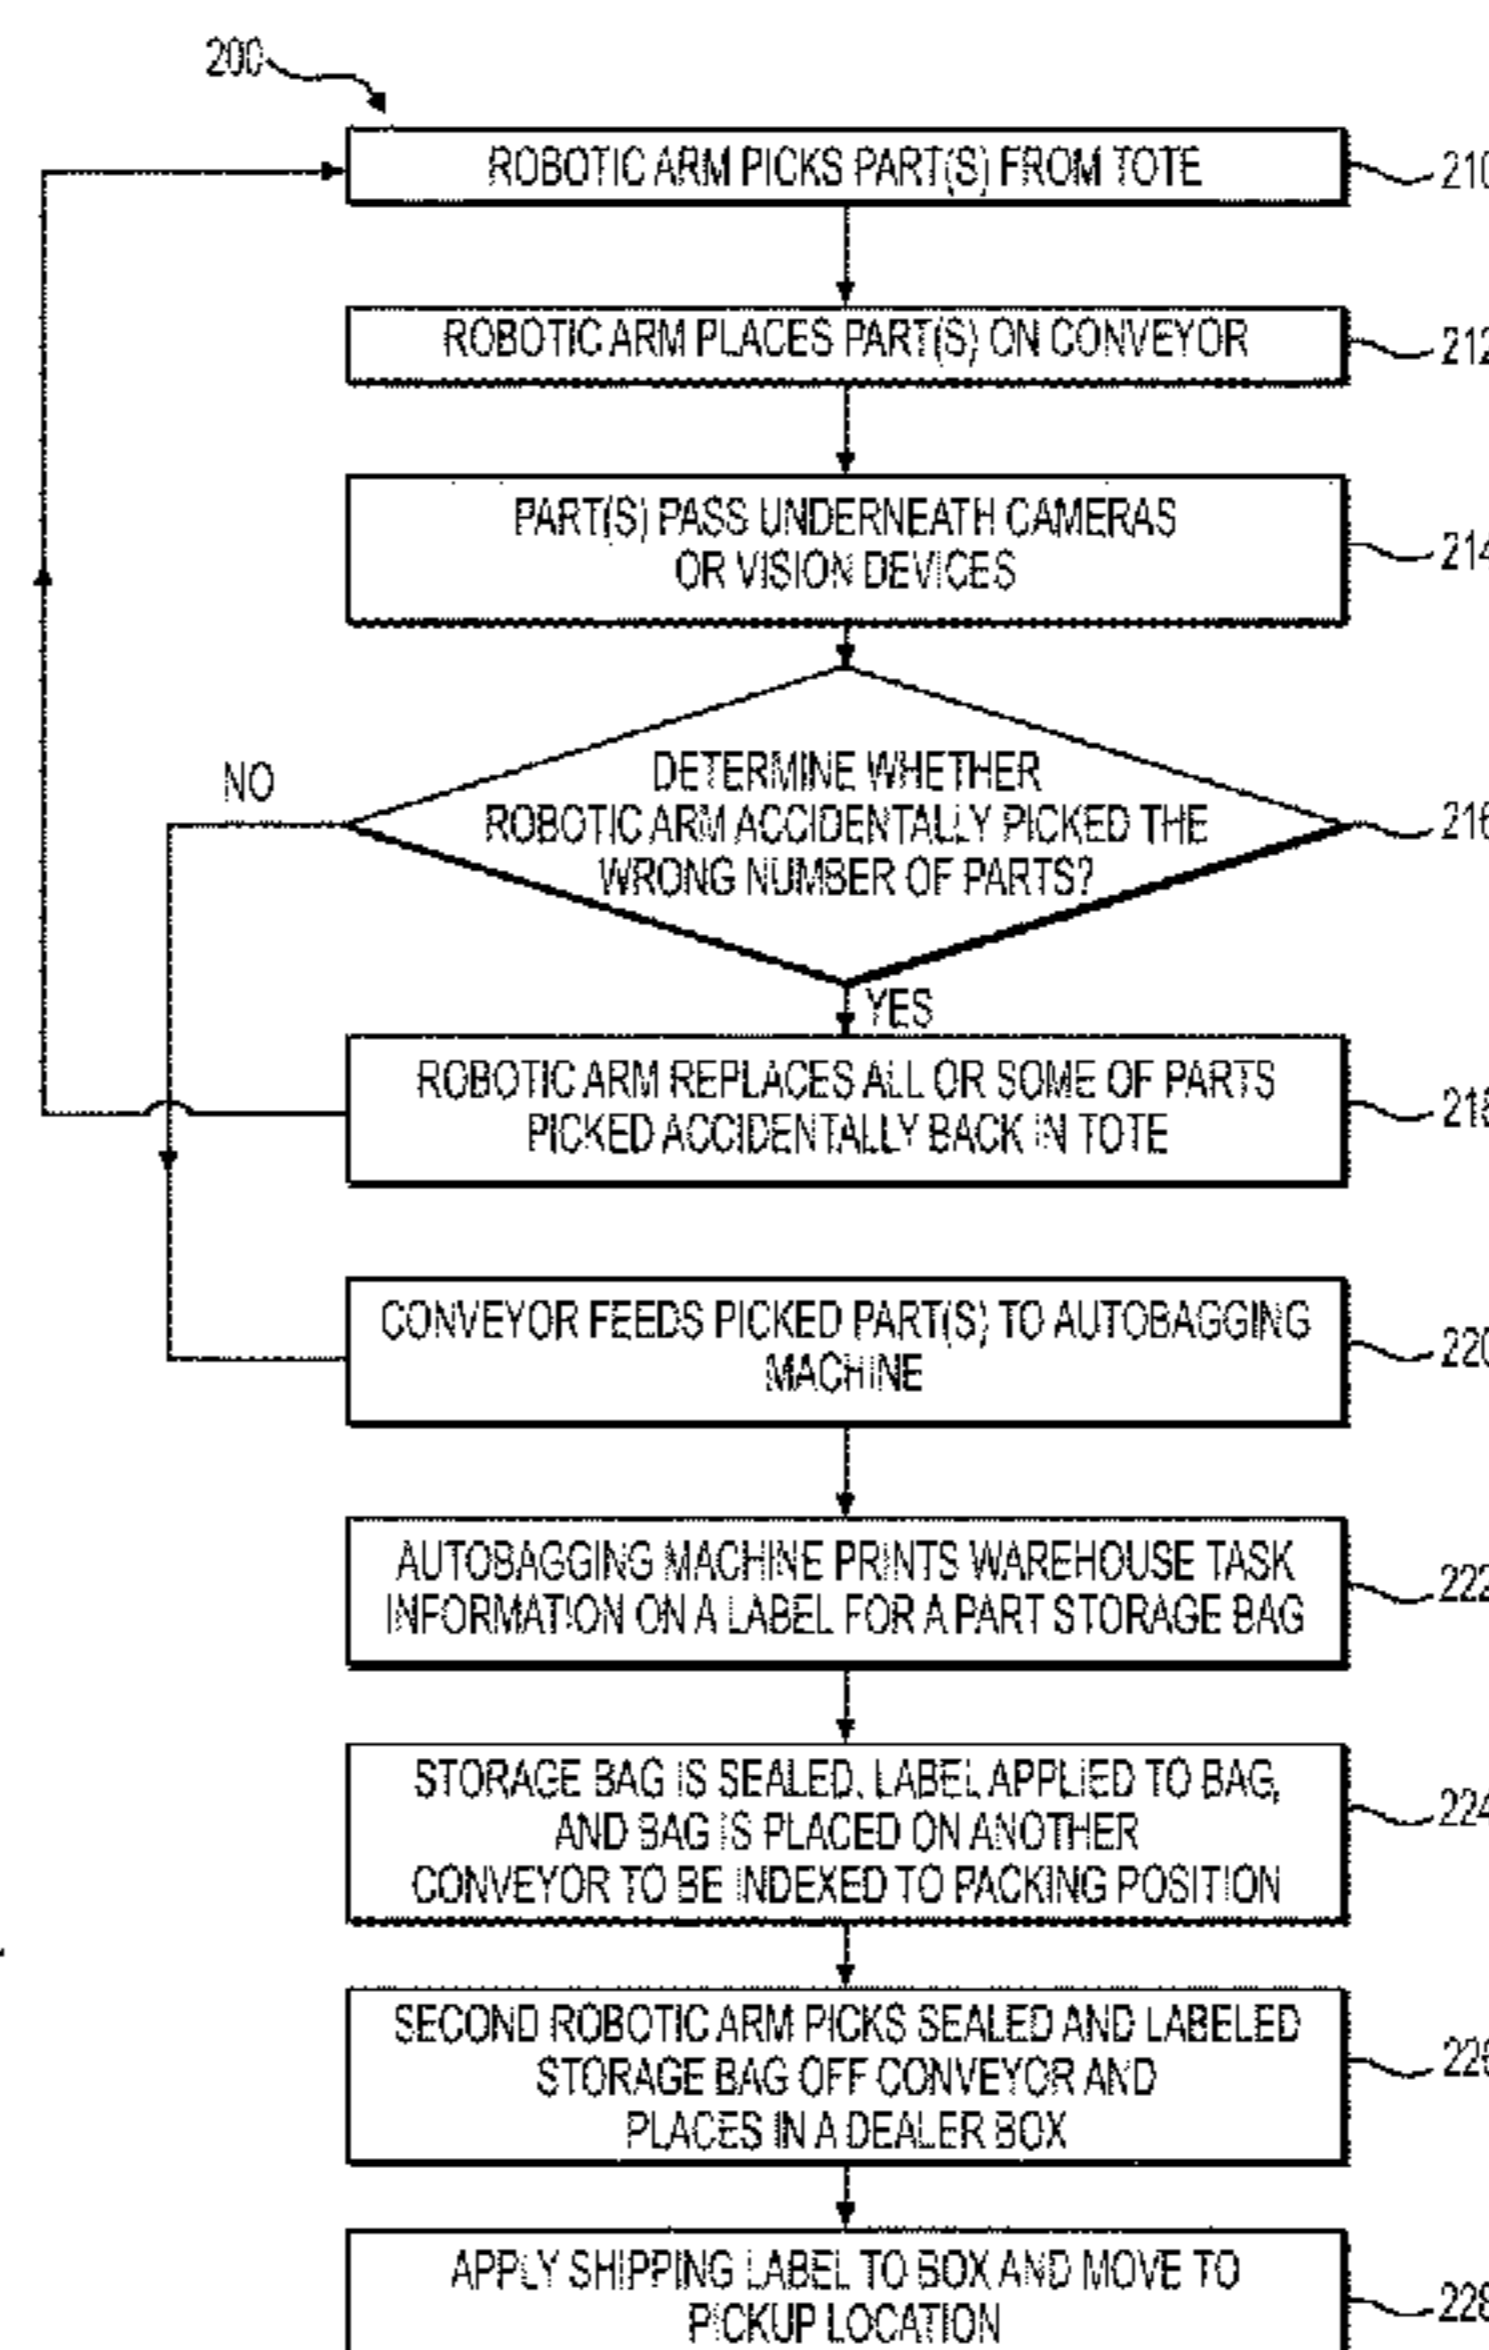 200
ROBOTIC ARM PICKS PART(S) FROM TOTE
210
ROBOTIC ARM PLACES PART(S) ON CONVEYOR
212
PART(S) PASS UNDERNEATH CAMERAS
OR VISION DEVICES
214
NO
DETERMINE WHETHER
ROBOTIC ARM ACCIDENTALLY PICKED THE
WRONG NUMBER OF PARTS?
216
YES
ROBOTIC ARM REPLACES ALL OR SOME OF PARTS
PICKED ACCIDENTALLY BACK IN TOTE
218
CONVEYOR FEEDS PICKED PART(S) TO AUTOBAGGING
MACHINE
220
AUTOBAGGING MACHINE PRINTS WAREHOUSE TASK
INFORMATION ON A LABEL FOR A PART STORAGE BAG
222
STORAGE BAG IS SEALED, LABEL APPLIED TO BAG,
AND BAG IS PLACED ON ANOTHER
CONVEYOR TO BE INDEXED TO PACKING POSITION
224
SECOND ROBOTIC ARM PICKS SEALED AND LABELED
STORAGE BAG OFF CONVEYOR AND
PLACES IN A DEALER BOX
226
APPLY SHIPPING LABEL TO BOX AND MOVE TO
PICKUP LOCATION
228